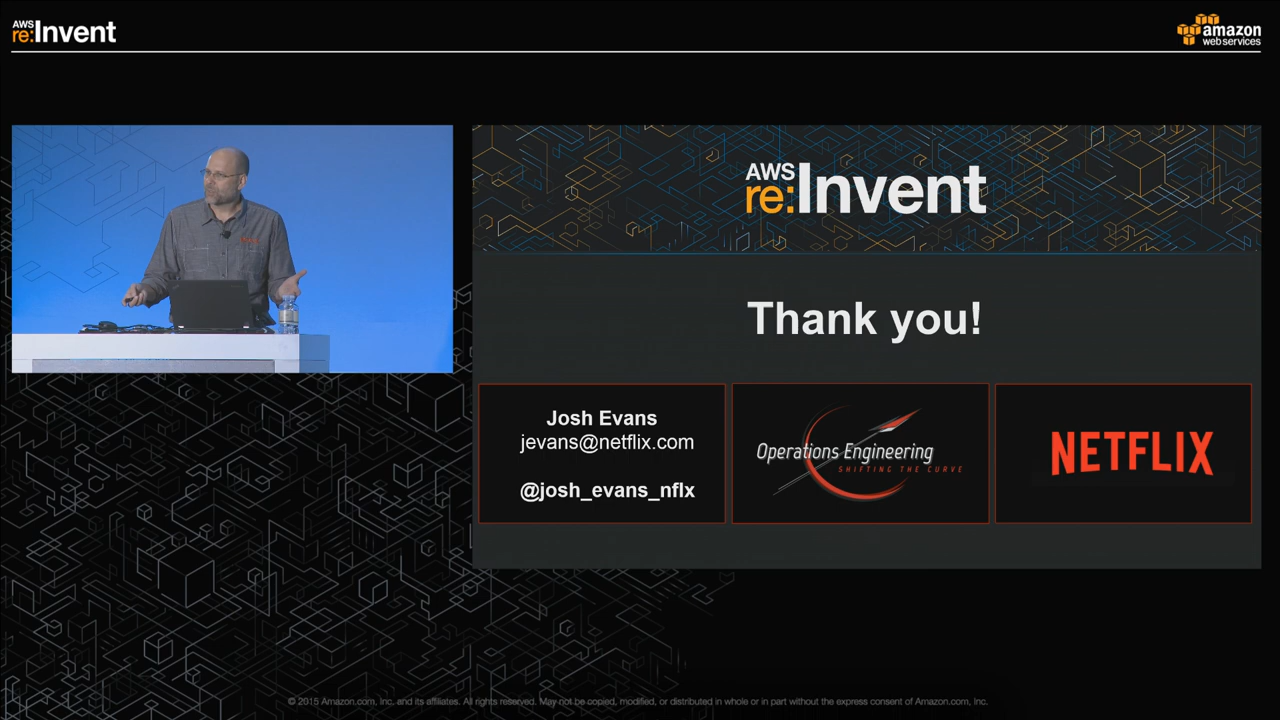 AWS
re:Invent
amazon
web services
AWS
re:Invent
Thank you!
Josh Evans
jevans@netflix.com
@josh_evans_nflx
Operations Engineering
SHIFTING THE CURVE
NETFLIX
© 2015 Amazon.com, Inc. and its affiliates. All rights reserved. May not be copied, modified, or distributed in whole or in part without the express consent of Amazon.com, Inc.